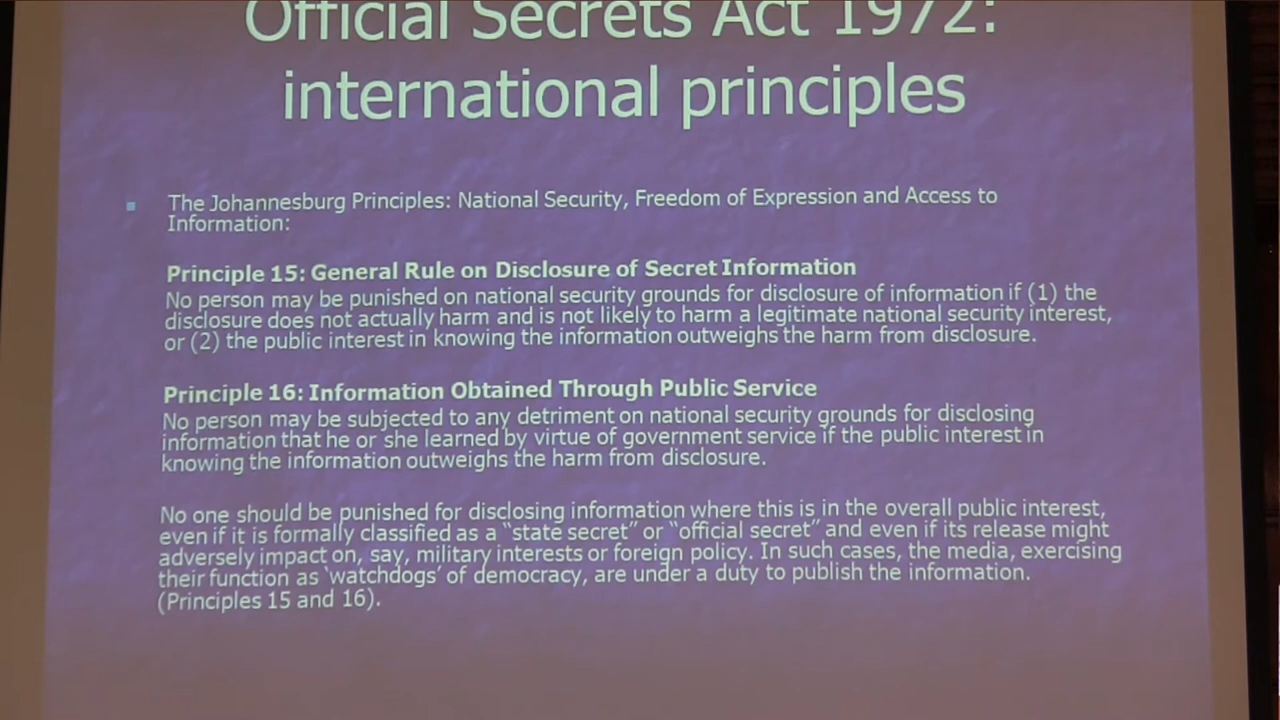 Official Secrets Act 1972:
international principles
The Johannesburg Principles: National Security, Freedom of Expression and Access to
Information:
Principle 15: General Rule on Disclosure of Secret Information
No person may be punished on national security grounds for disclosure of information if (1) the
disclosure does not actually harm and is not likely to harm a legitimate national security interest,
or (2) the public interest in knowing the information outweighs the harm from disclosure.
Principle 16: Information Obtained Through Public Service
No person may be subjected to any detriment on national security grounds for disclosing
information that he or she learned by virtue of government service if the public interest in
knowing the information outweighs the harm from disclosure.
No one should be punished for disclosing information where this is in the overall public interest,
even if it is formally classified as a “state secret” or “official secret” and even if its release might
adversely impact on, say, military interests or foreign policy. In such cases, the media, exercising
their function as ‘watchdogs’ of democracy, are under a duty to publish the information.
(Principles 15 and 16).